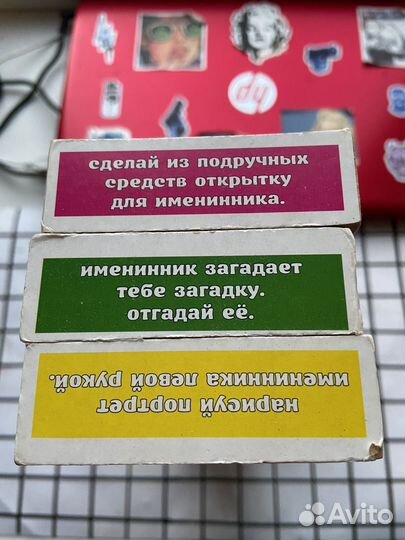 hp
сделай из подручных
средств открытку
для именинника.
именинник загадает
тебе загадку.
отгадай её.
нарисуй портрет
именинника левой рукой.
Avito